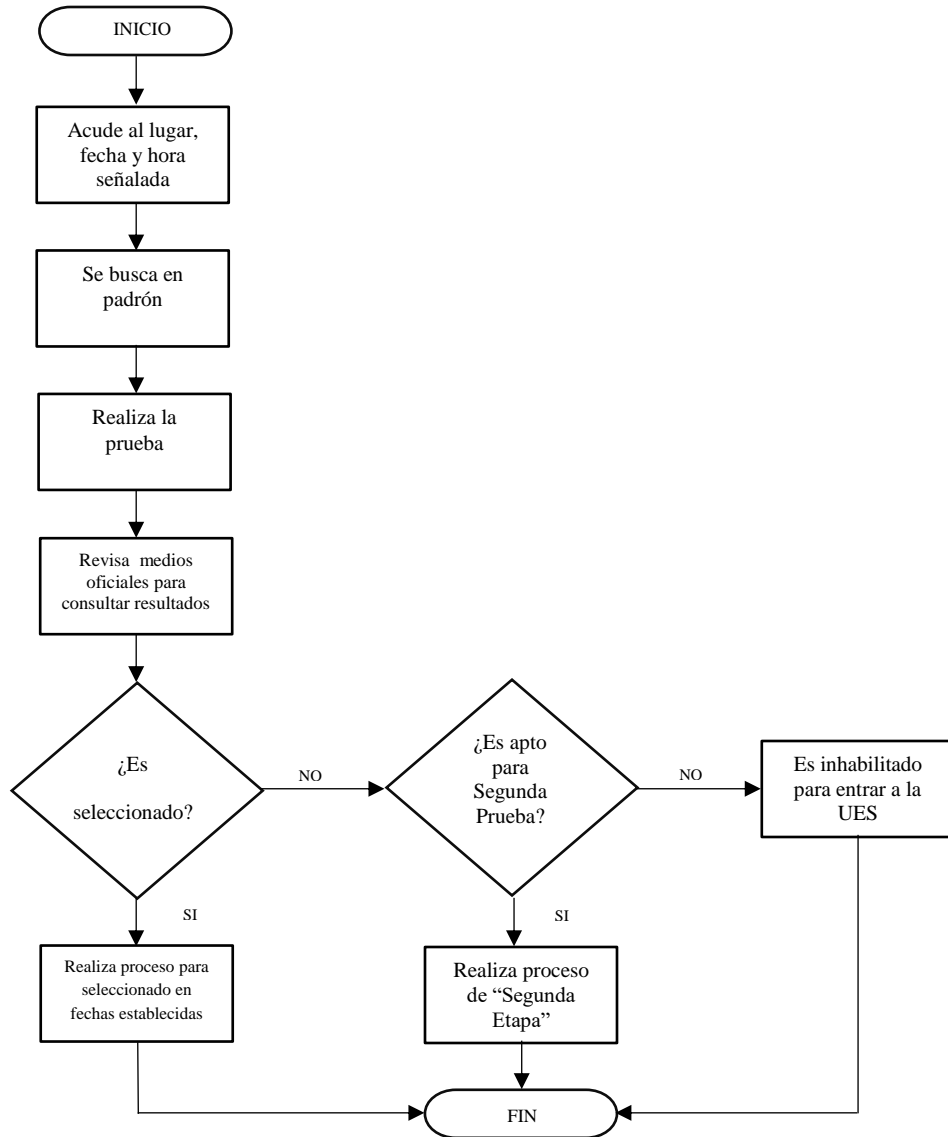 INICIO
Acude al lugar,
fecha y hora
señalada
Se busca en
padrón
Realiza la
prueba
Revisa medios
oficiales para
consultar resultados
¿Es
seleccionado?
NO
¿Es apto
para
Segunda
Prueba?
NO
Es inhabilitado
para entrar a la
UES
SI
SI
Realiza proceso para
seleccionado en
fechas establecidas
Realiza proceso
de “Segunda
Etapa”
FIN